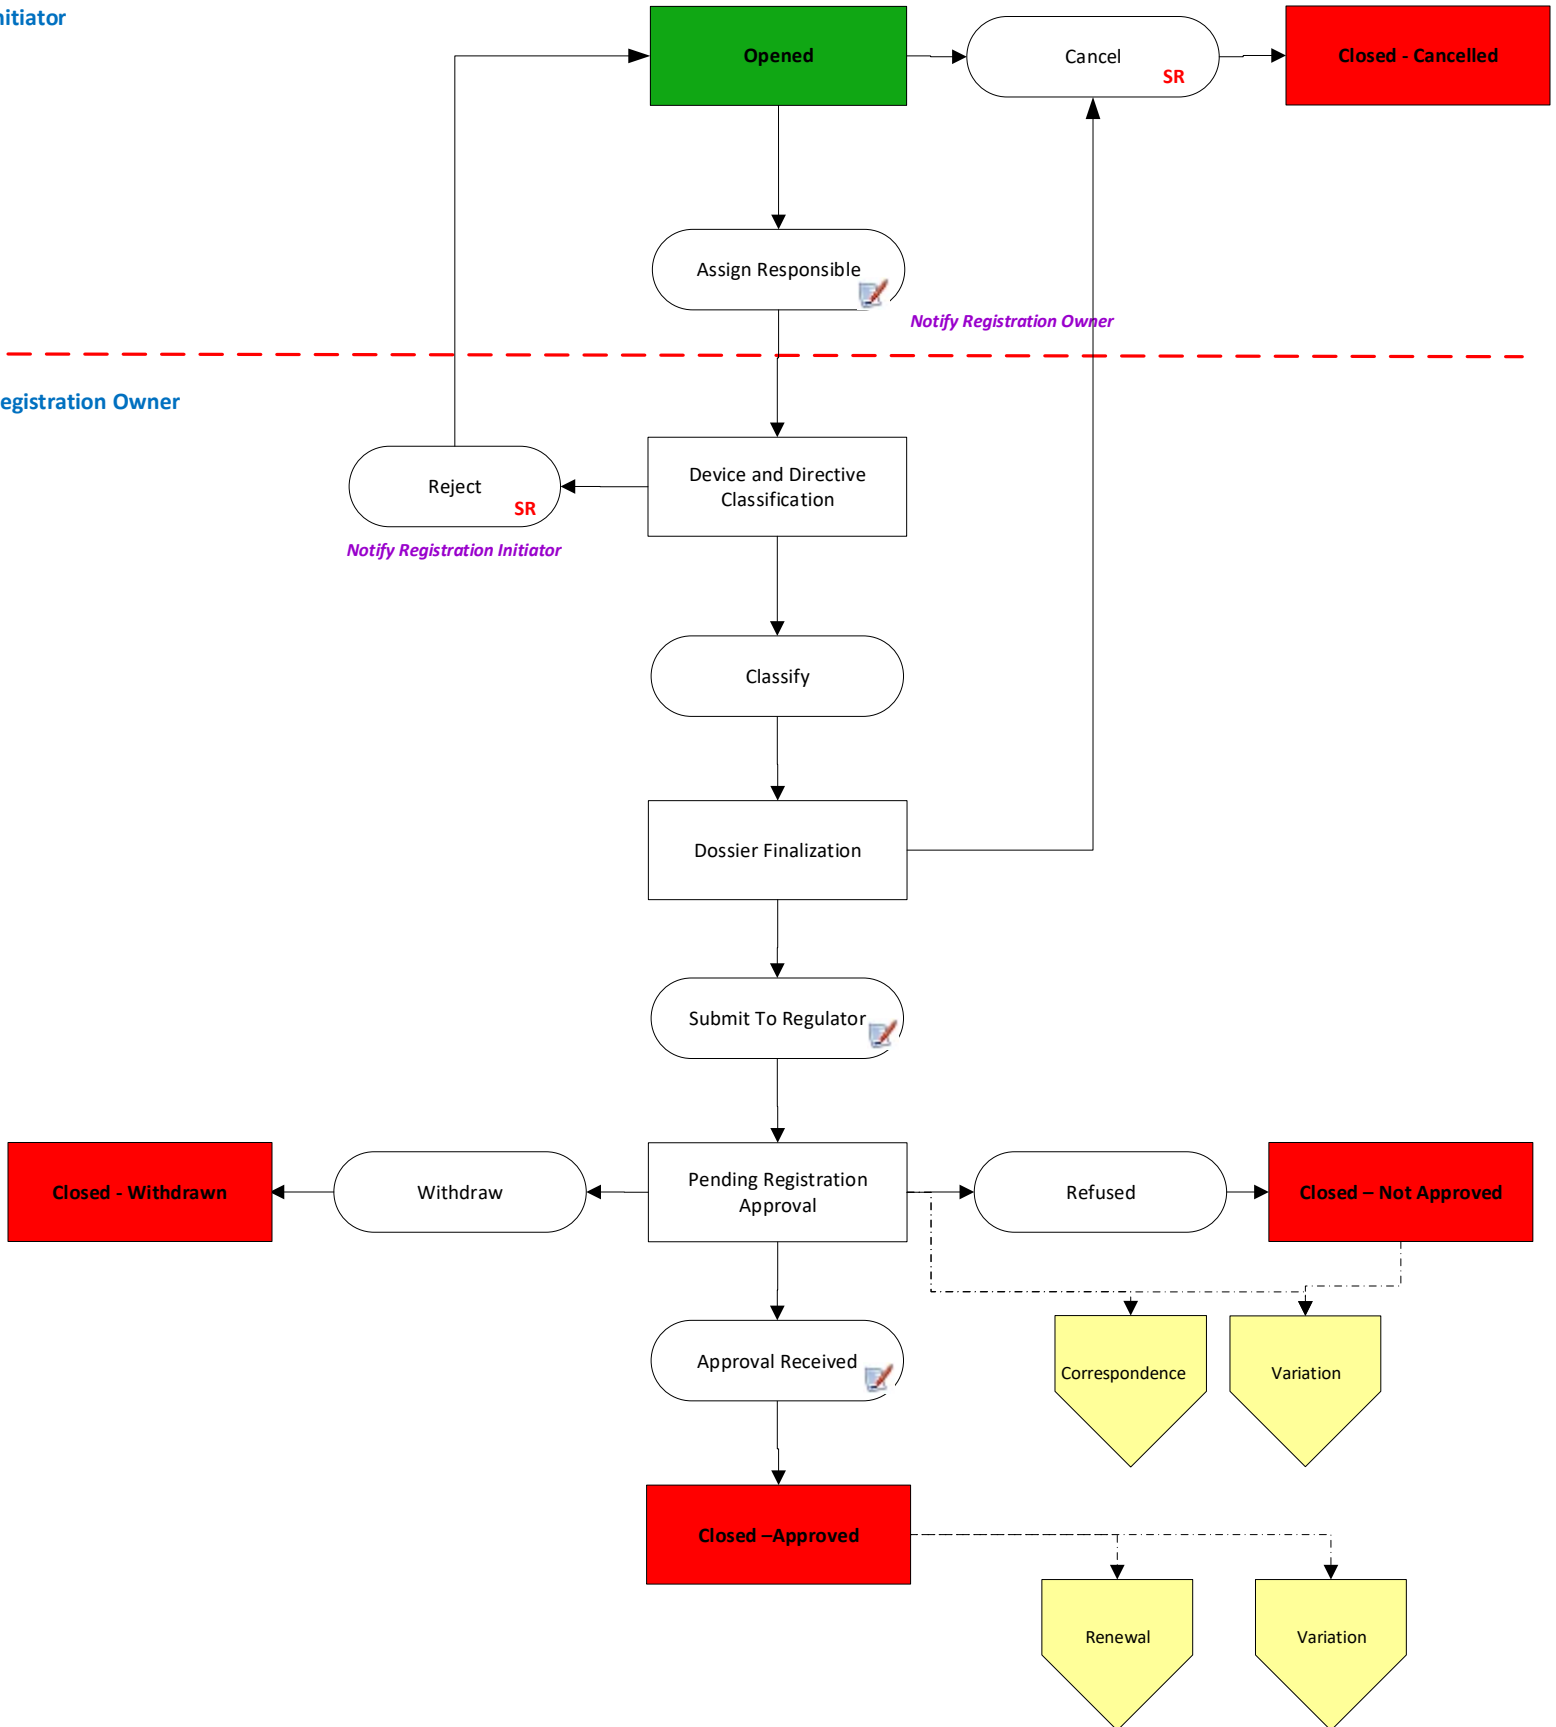 nitiator
Opened
Cancel
SR
Closed - Cancelled
Assign Responsible
Notify Registration Owner
egistration Owner
Reject
SR
Device and Directive
Classification
Notify Registration Initiator
Classify
Dossier Finalization
Submit To Regulator
Closed - Withdrawn
Withdraw
Pending Registration
Approval
Refused
Closed – Not Approved
Approval Received
Correspondence
Variation
Closed –Approved
Renewal
Variation